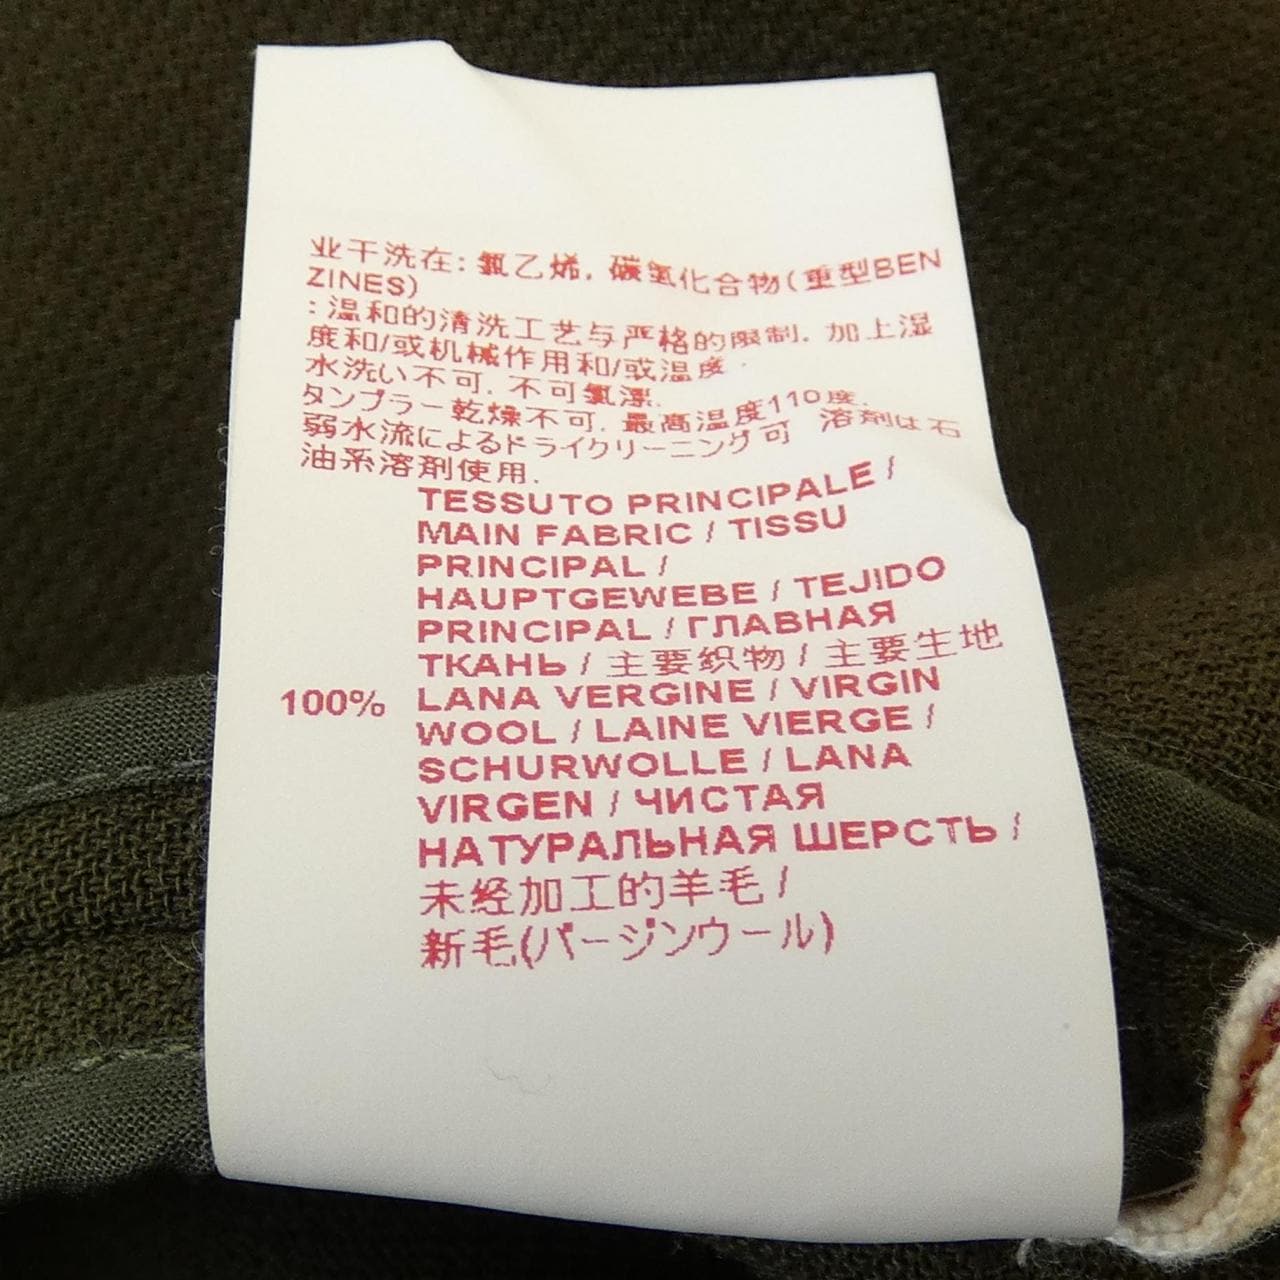 业干洗在: 氯乙烯, 碳氢化合物(重型BEN
ZINES)
:温和的清洗工艺与严格的限制. 加上湿
度和/或机械作用和/或温度.
水洗い不可. 不可氯漂.
タンブラー乾燥不可. 最高温度110度.
弱水流によるドライクリーニング可 溶剤は石
油系溶剤使用.
TESSUTO PRINCIPALE /
MAIN FABRIC / TISSU
PRINCIPAL /
HAUPTGEWEBE / TEJIDO
PRINCIPAL / ГЛАВНАЯ
ТКАНЬ / 主要织物 / 主要生地
100% LANA VERGINE / VIRGIN
WOOL / LAINE VIERGE /
SCHURWOLLE / LANA
VIRGEN / ЧИСТАЯ
НАТУРАЛЬНАЯ ШЕРСТЬ /
未经加工的羊毛 /
新毛(バージンウール)